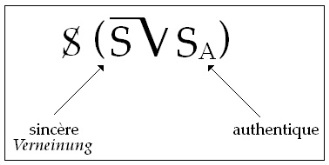 $ (S̅ V S_A)
sincère authentique
Verneinung